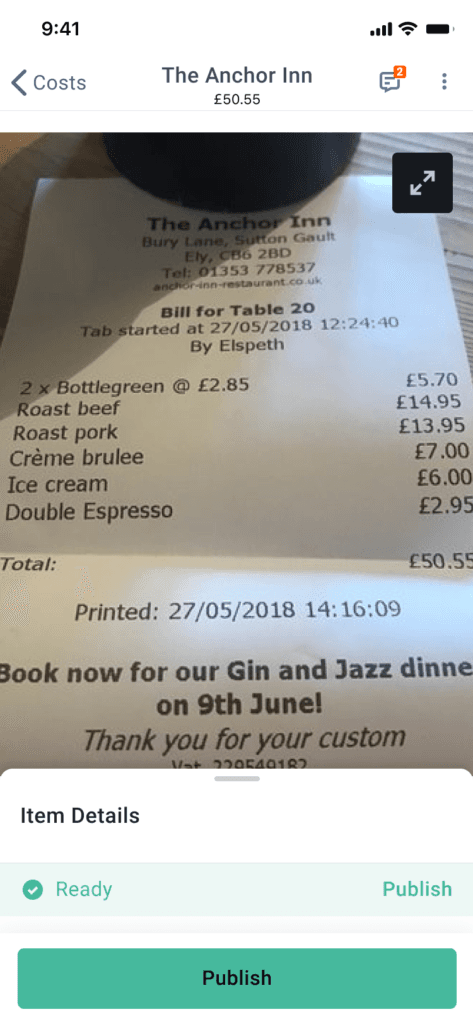 9:41
Costs
The Anchor Inn
2
£50.55
The Anchor Inn
Bury Lane, Sutton Gault
Ely, CB6 2BD
Tel: 01353 778537
anchor-inn-restaurant.co.uk
Bill for Table 20
Tab started at 27/05/2018 12:24:40
By Elspeth
2 x Bottlegreen @ £2.85 £5.70
Roast beef £14.95
Roast pork £13.95
Crème brulee £7.00
Ice cream £6.00
Double Espresso £2.95
Total: £50.55
Printed: 27/05/2018 14:16:09
Book now for our Gin and Jazz dinne
on 9th June!
Thank you for your custom
Vat 229549182
Item Details
Ready Publish
Publish